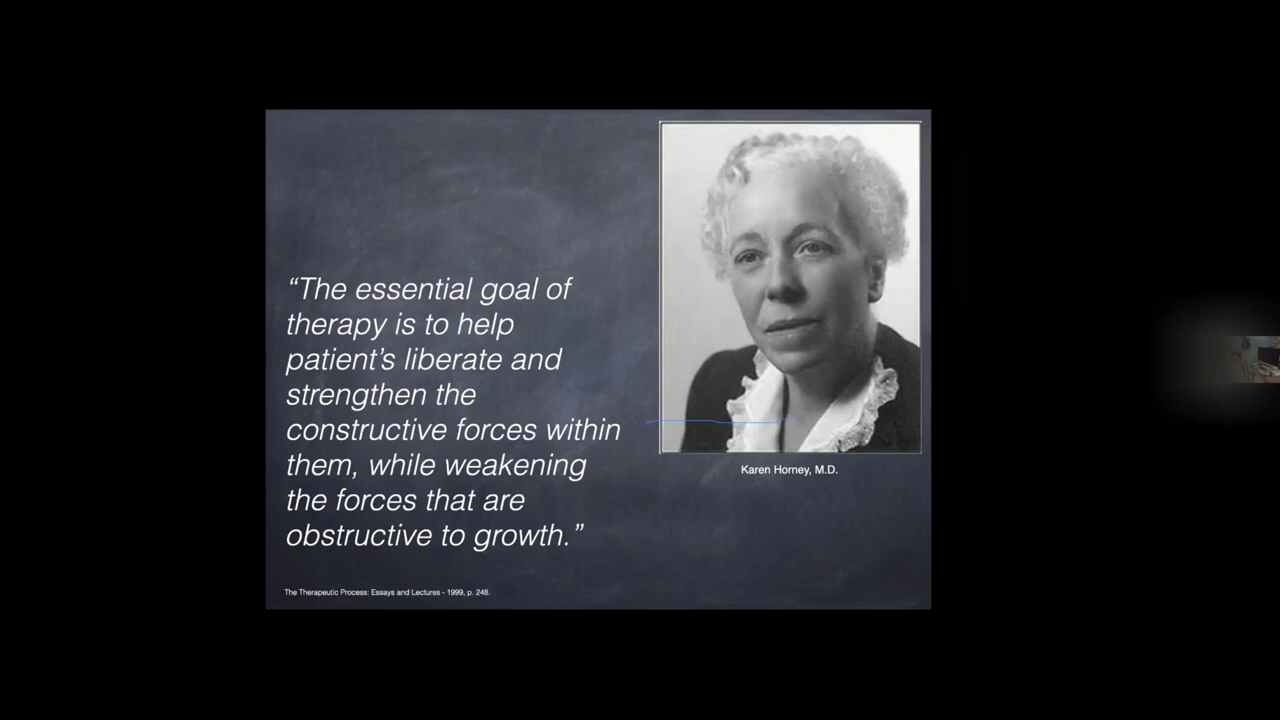 “The essential goal of
therapy is to help
patient’s liberate and
strengthen the
constructive forces within
them, while weakening
the forces that are
obstructive to growth.”
Karen Horney, M.D.
The Therapeutic Process: Essays and Lectures - 1999, p. 248.